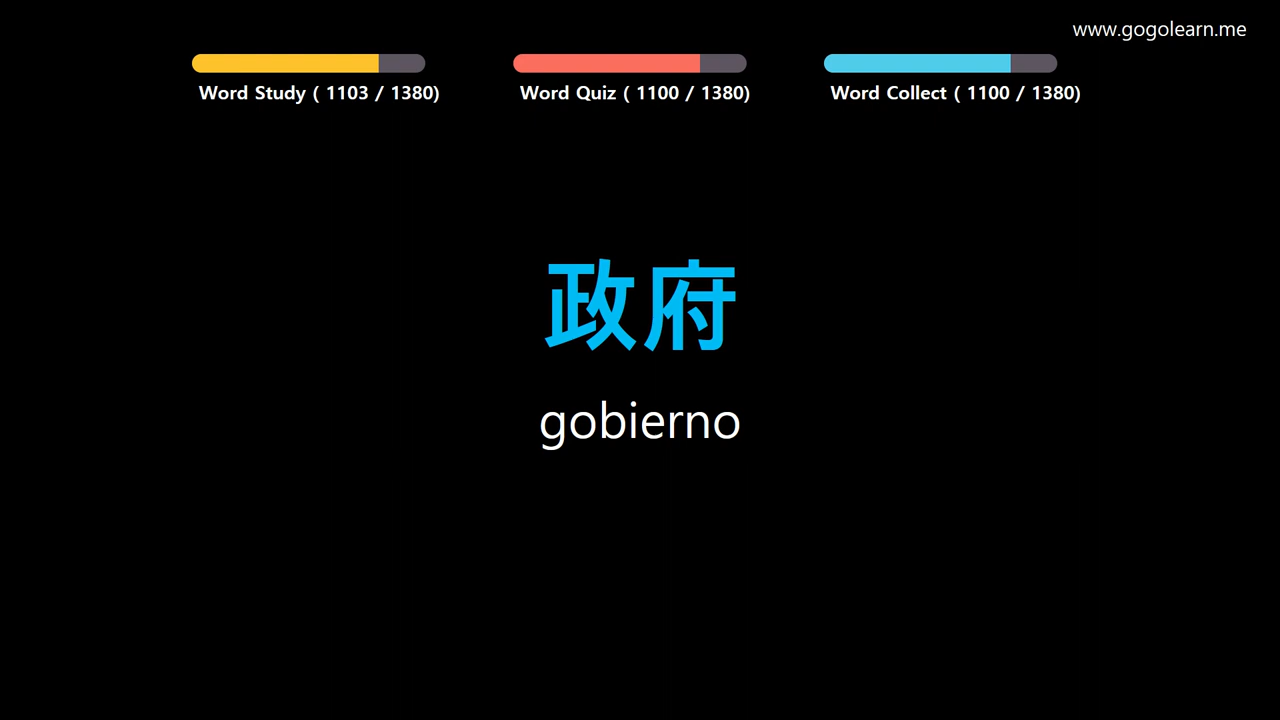 www.gogolearn.me
Word Study ( 1103 / 1380)
Word Quiz ( 1100 / 1380)
Word Collect ( 1100 / 1380)
政府
gobierno